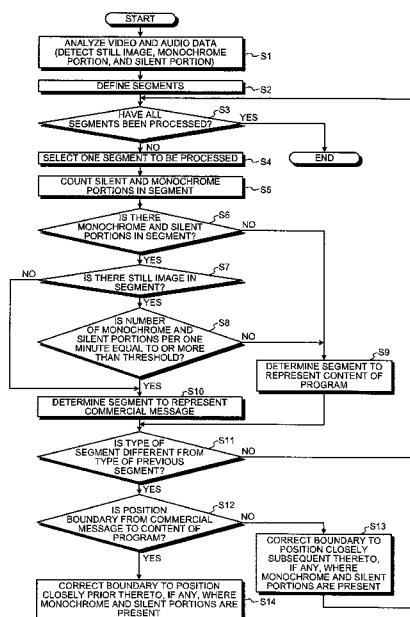 START
ANALYZE VIDEO AND AUDIO DATA
(DETECT STILL IMAGE, MONOCHROME
PORTION, AND SILENT PORTION)
S1
DEFINE SEGMENTS
S2
HAVE ALL
SEGMENTS BEEN PROCESSED?
S3
YES
NO
END
SELECT ONE SEGMENT TO BE PROCESSED
S4
COUNT SILENT AND MONOCHROME
PORTIONS IN SEGMENT
S5
IS THERE
MONOCHROME AND SILENT
PORTIONS IN SEGMENT?
S6
NO
YES
IS THERE STILL IMAGE IN
SEGMENT?
S7
NO
YES
IS NUMBER
OF MONOCHROME AND
SILENT PORTIONS PER ONE
MINUTE EQUAL TO OR MORE
THAN THRESHOLD?
S8
NO
YES
DETERMINE SEGMENT TO
REPRESENT CONTENT OF
PROGRAM
S9
DETERMINE SEGMENT TO REPRESENT
COMMERCIAL MESSAGE
S10
IS TYPE OF
SEGMENT DIFFERENT FROM
TYPE OF PREVIOUS
SEGMENT?
S11
NO
YES
IS POSITION
BOUNDARY FROM COMMERCIAL
MESSAGE TO CONTENT OF
PROGRAM?
S12
NO
YES
CORRECT BOUNDARY TO
POSITION CLOSELY
SUBSEQUENT THERETO,
IF ANY, WHERE
MONOCHROME AND SILENT
PORTIONS ARE PRESENT
S13
CORRECT BOUNDARY TO POSITION
CLOSELY PRIOR THERETO, IF ANY, WHERE
MONOCHROME AND SILENT PORTIONS ARE
PRESENT
S14